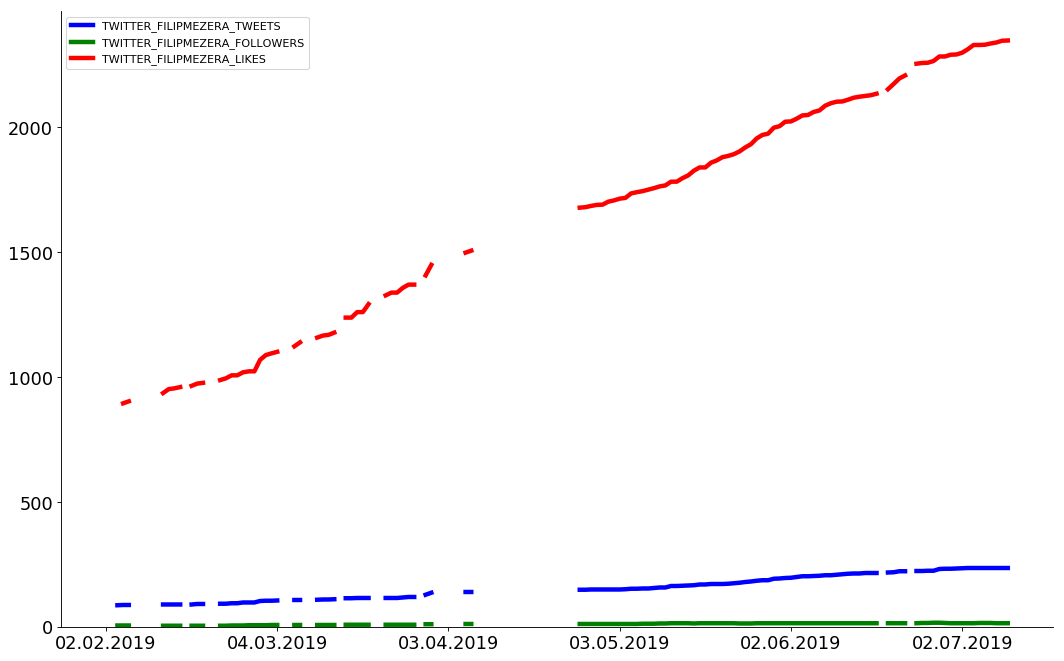 TWITTER_FILIPMEZERA_TWEETS
TWITTER_FILIPMEZERA_FOLLOWERS
TWITTER_FILIPMEZERA_LIKES
2000
1500
1000
500
0
02.02.2019 04.03.2019 03.04.2019 03.05.2019 02.06.2019 02.07.2019